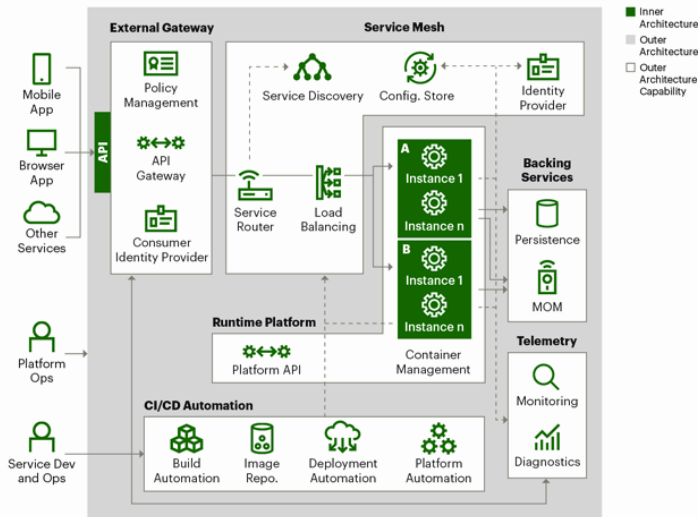 External Gateway
Service Mesh
Inner
Architecture
Outer
Architecture
Outer
Architecture
Capability
Mobile
App
Browser
App
Other
Services
API
Policy
Management
API
Gateway
Consumer
Identity Provider
Service Discovery
Config. Store
Identity
Provider
Service
Router
Load
Balancing
A
Instance 1
Instance n
B
Instance 1
Instance n
Container
Management
Backing
Services
Persistence
MOM
Runtime Platform
Platform API
Telemetry
Monitoring
Diagnostics
Platform
Ops
Service Dev
and Ops
CI/CD Automation
Build
Automation
Image
Repo.
Deployment
Automation
Platform
Automation